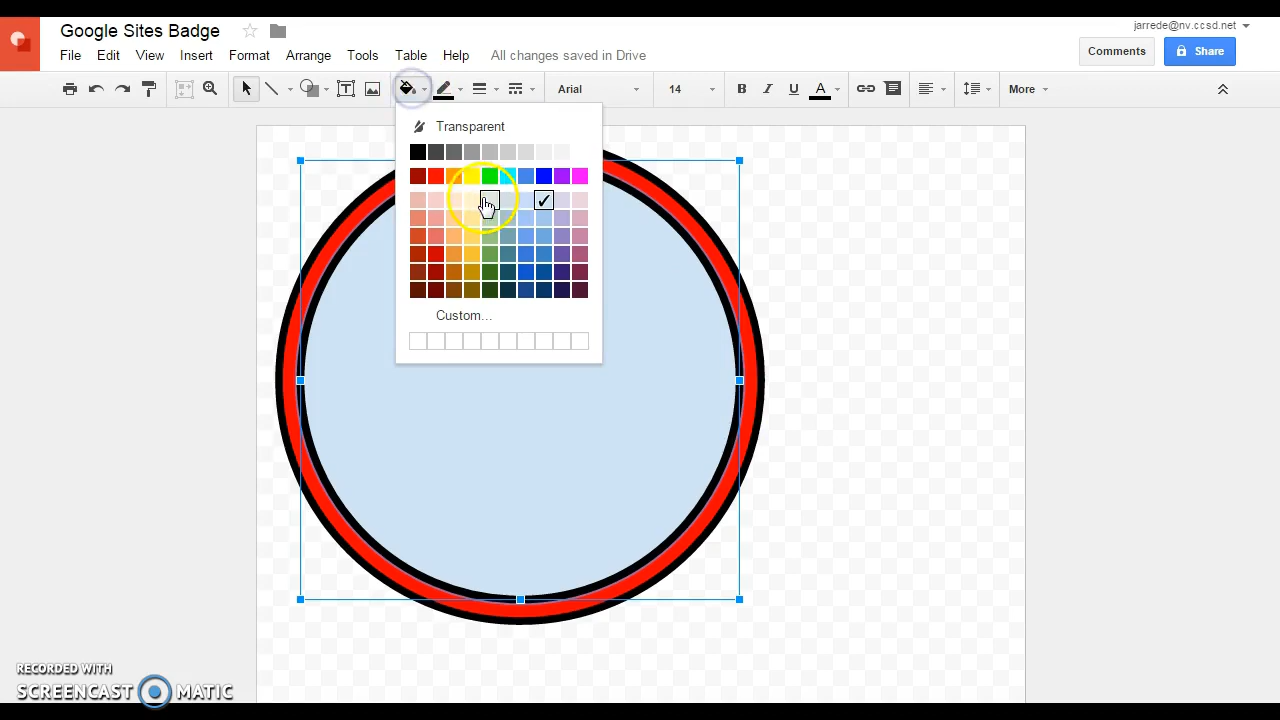 Google Sites Badge
jarrede@nv.ccsd.net
File Edit View Insert Format Arrange Tools Table Help All changes saved in Drive
Comments Share
Arial 14 B I U A More
Transparent
Custom...
RECORDED WITH
SCREENCAST MATIC